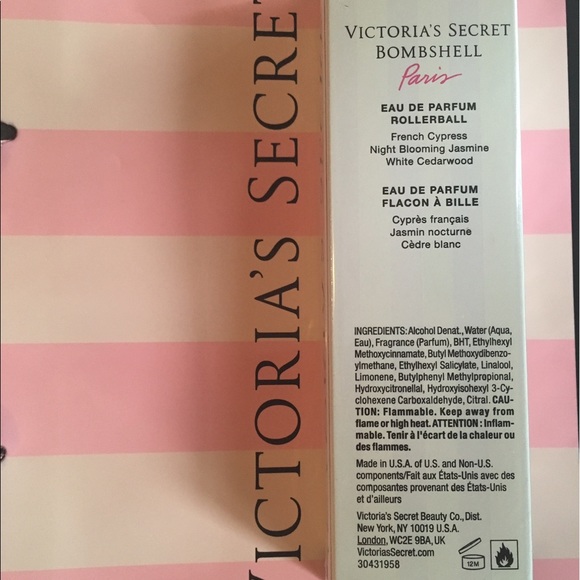 VICTORIA'S SECRET
VICTORIA'S SECRET
BOMBSHELL
Paris
EAU DE PARFUM
ROLLERBALL
French Cypress
Night Blooming Jasmine
White Cedarwood
EAU DE PARFUM
FLACON À BILLE
Cyprès français
Jasmin nocturne
Cèdre blanc
INGREDIENTS: Alcohol Denat., Water (Aqua,
Eau), Fragrance (Parfum), BHT, Ethylhexyl
Methoxycinnamate, Butyl Methoxydibenzo-
ylmethane, Ethylhexyl Salicylate, Linalool,
Limonene, Butylphenyl Methylpropional,
Hydroxycitronellal, Hydroxyisohexyl 3-Cy-
clohexene Carboxaldehyde, Citral. CAU-
TION: Flammable. Keep away from
flame or high heat. ATTENTION : Inflam-
mable. Tenir à l'écart de la chaleur ou
des flammes.
Made in U.S.A. of U.S. and Non-U.S.
components/Fait aux États-Unis avec des
composantes provenant des États-Unis
et d'ailleurs
Victoria's Secret Beauty Co., Dist.
New York, NY 10019 U.S.A.
London, WC2E 9BA, UK
VictoriasSecret.com
30431958
12M